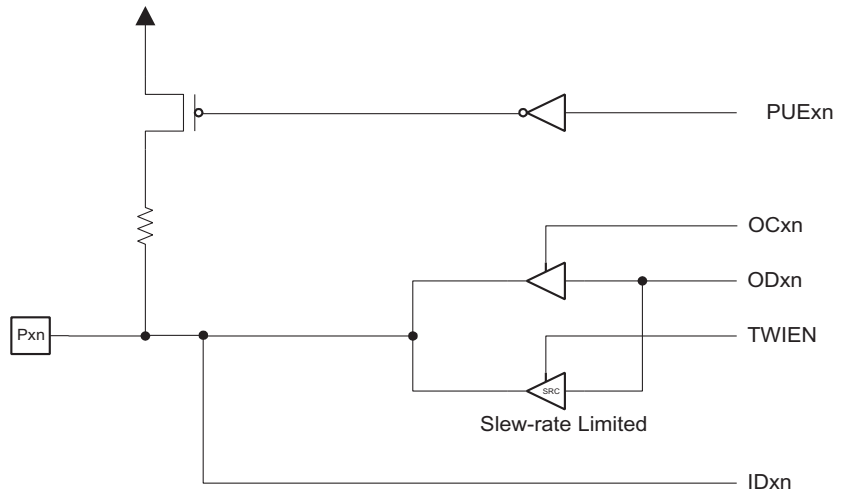 PUExn
OCxn
ODxn
Pxn
TWIEN
SRC
Slew-rate Limited
IDxn